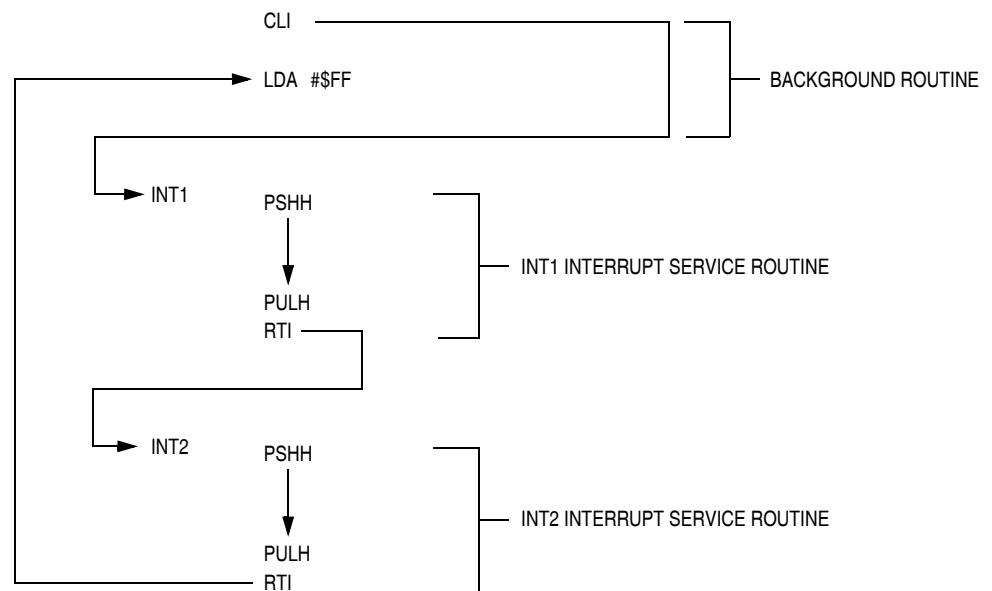 CLI
LDA #$FF
BACKGROUND ROUTINE
INT1
PSHH
INT1 INTERRUPT SERVICE ROUTINE
PULH
RTI
INT2
PSHH
INT2 INTERRUPT SERVICE ROUTINE
PULH
RTI